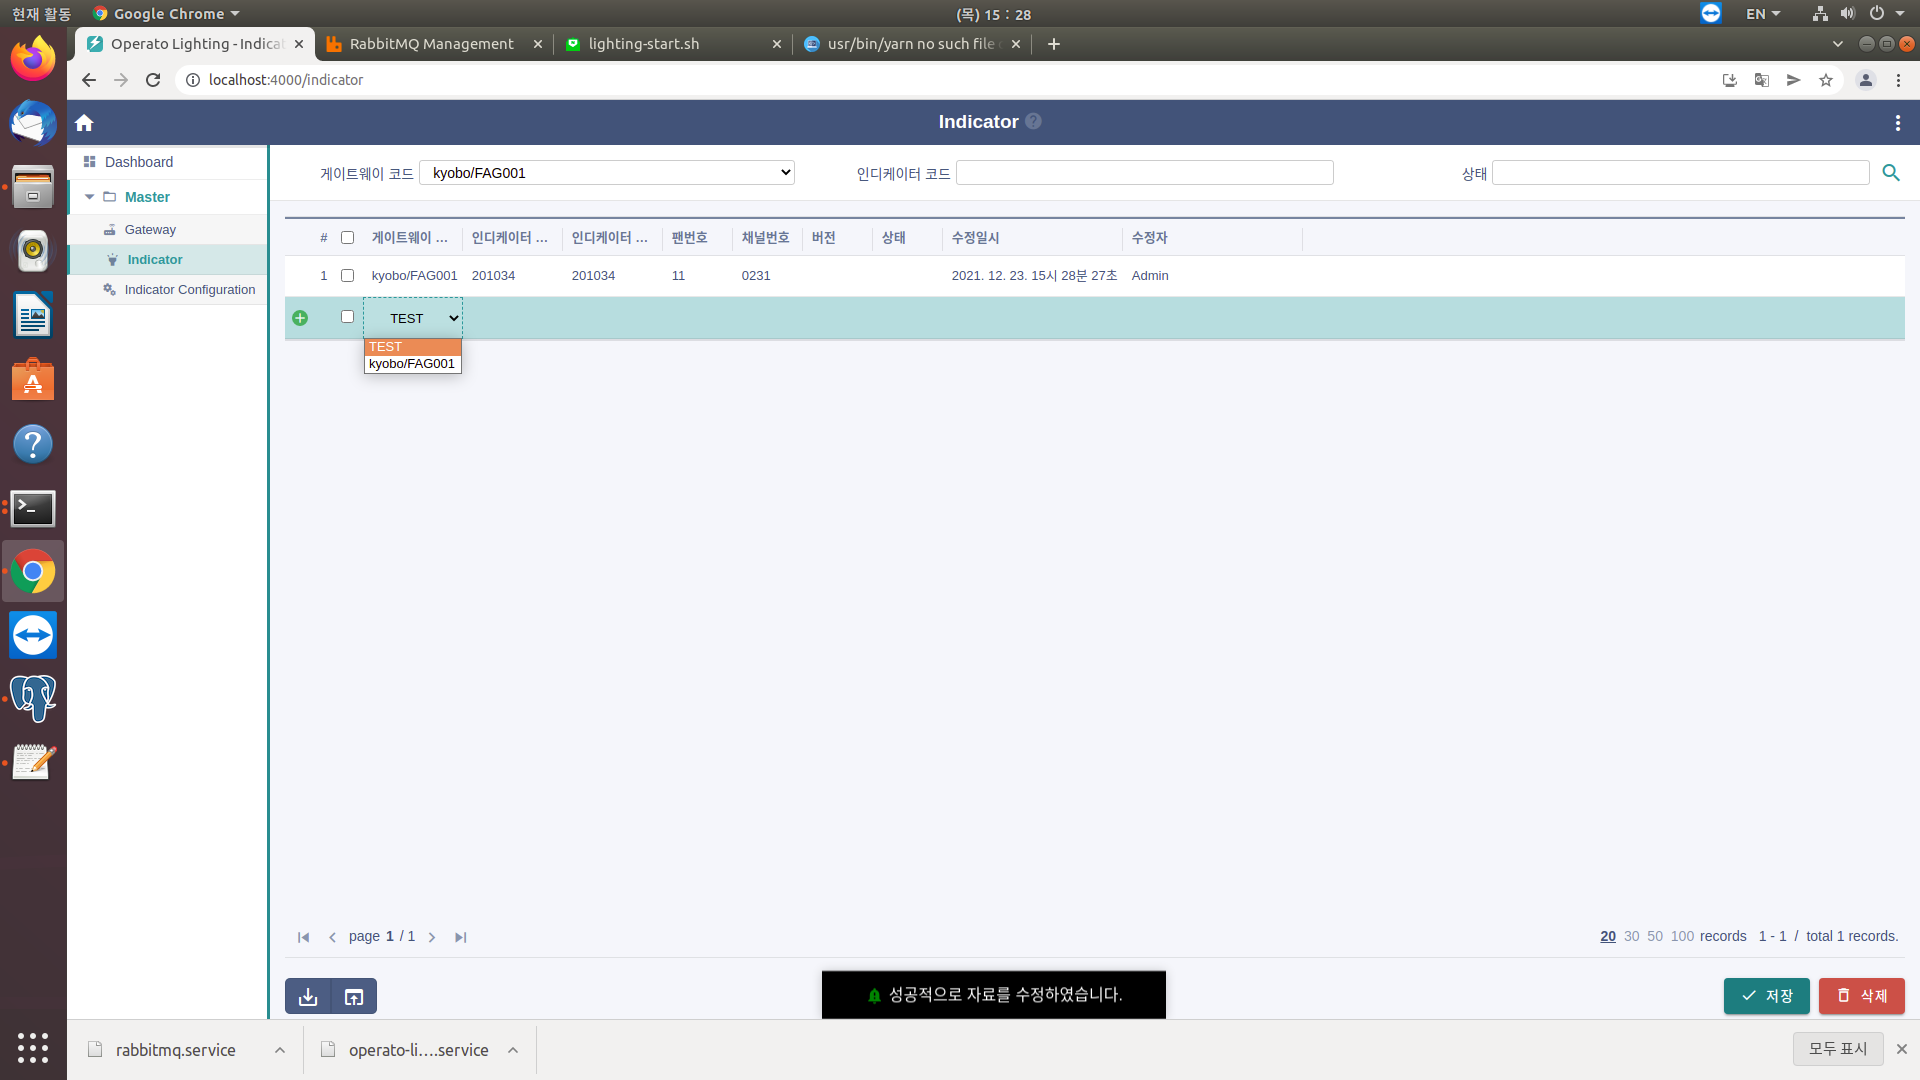 현재 활동
Google Chrome
(목) 15 : 28
EN
Operato Lighting - Indicat
RabbitMQ Management
lighting-start.sh
usr/bin/yarn no such file o
localhost:4000/indicator
Indicator
Dashboard
Master
Gateway
Indicator
Indicator Configuration
게이트웨이 코드
kyobo/FAG001
인디케이터 코드
상태
# 게이트웨이 ... 인디케이터 ... 인디케이터 ... 팬번호 채널번호 버전 상태 수정일시 수정자
1 kyobo/FAG001 201034 201034 11 0231 2021. 12. 23. 15시 28분 27초 Admin
TEST
TEST
kyobo/FAG001
page 1 / 1
20 30 50 100 records 1 - 1 / total 1 records.
성공적으로 자료를 수정하였습니다.
저장
삭제
rabbitmq.service
operato-li....service
모두 표시